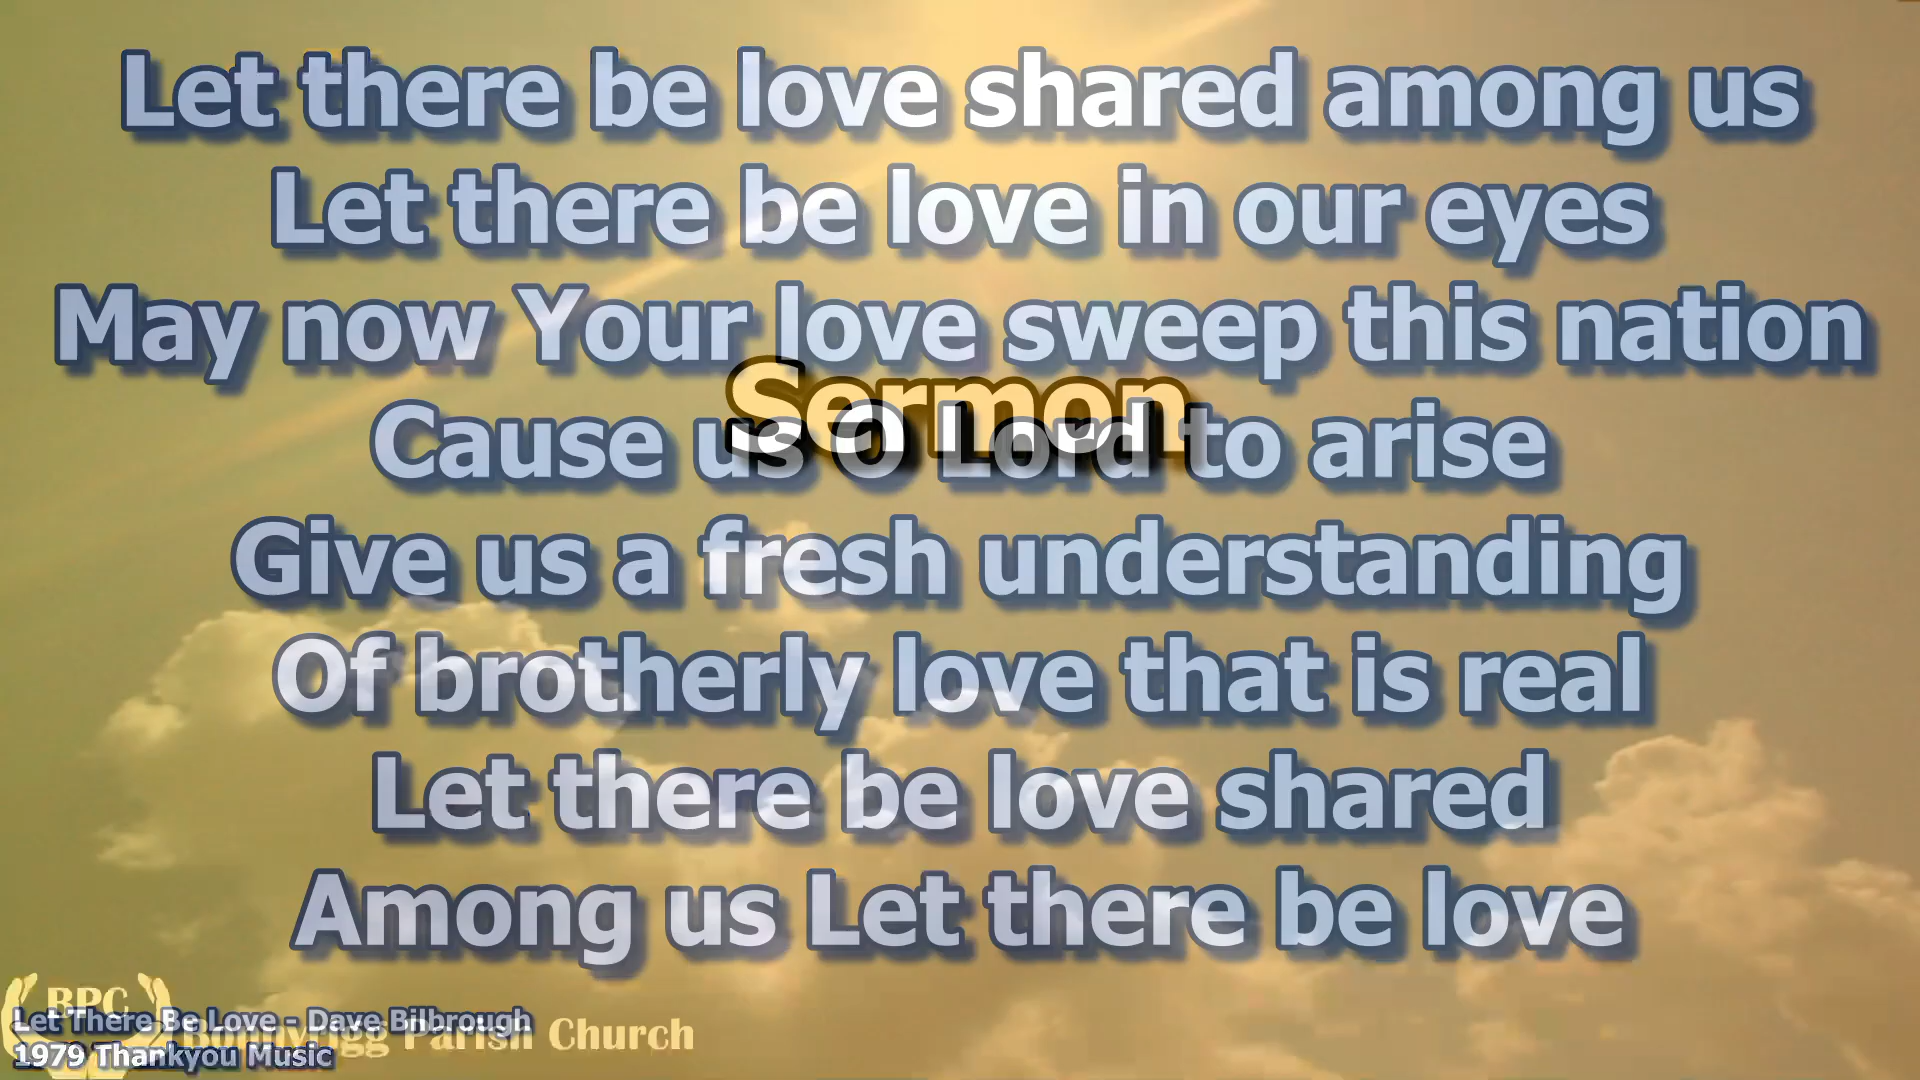 Let there be love shared among us
Let there be love in our eyes
May now Your love sweep this nation
Sermon
Cause us O Lord to arise
Give us a fresh understanding
Of brotherly love that is real
Let there be love shared
Among us Let there be love
BPC
Let There Be Love - Dave Bilbrough
Parish Church
1979 Thankyou Music